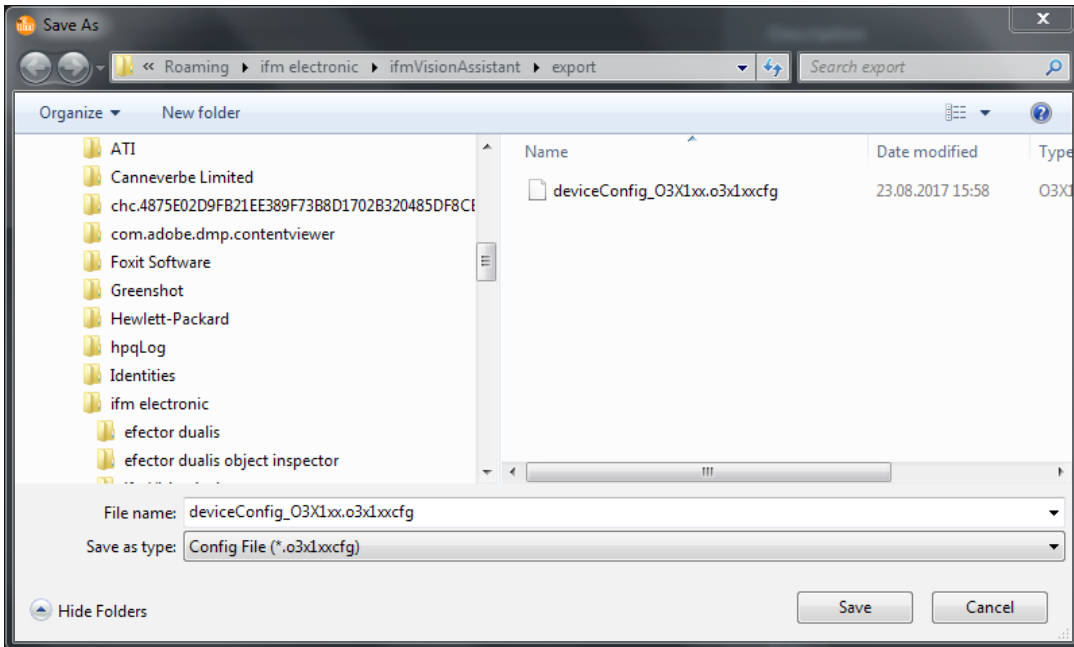 Save As
« Roaming ▸ ifm electronic ▸ ifmVisionAssistant ▸ export
Search export
Organize
New folder
ATI
Canneverbe Limited
chc.4875E02D9FB21EE389F73B8D1702B320485DF8CE
com.adobe.dmp.contentviewer
Foxit Software
Greenshot
Hewlett-Packard
hpqLog
Identities
ifm electronic
efector dualis
efector dualis object inspector
Name Date modified Type
deviceConfig_O3X1xx.o3x1xxcfg 23.08.2017 15:58 O3X1
File name: deviceConfig_O3X1xx.o3x1xxcfg
Save as type: Config File (*.o3x1xxcfg)
Hide Folders
Save
Cancel